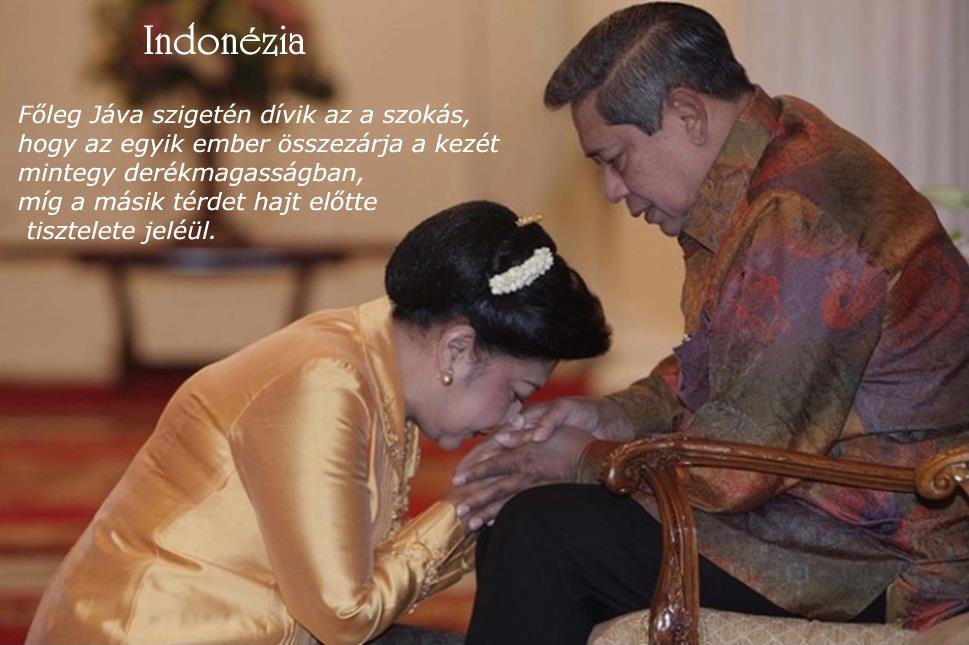 Indonézia
Főleg Jáva szigetén dívik az a szokás,
hogy az egyik ember összezárja a kezét
mintegy derékmagasságban,
míg a másik térdet hajt előtte
tisztelete jeléül.